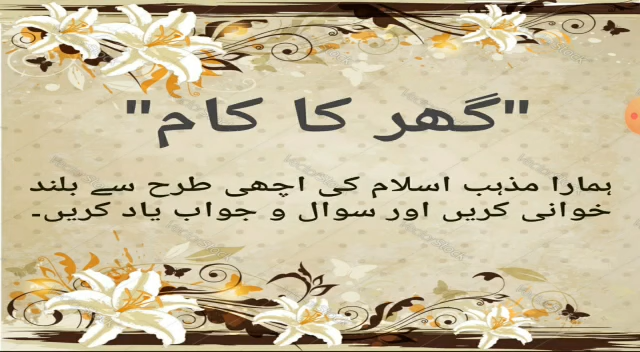 "گھر کا کام"
ہمارا مذہب اسلام کی اچھی طرح سے بلند
خوانی کریں اور سوال و جواب یاد کریں۔